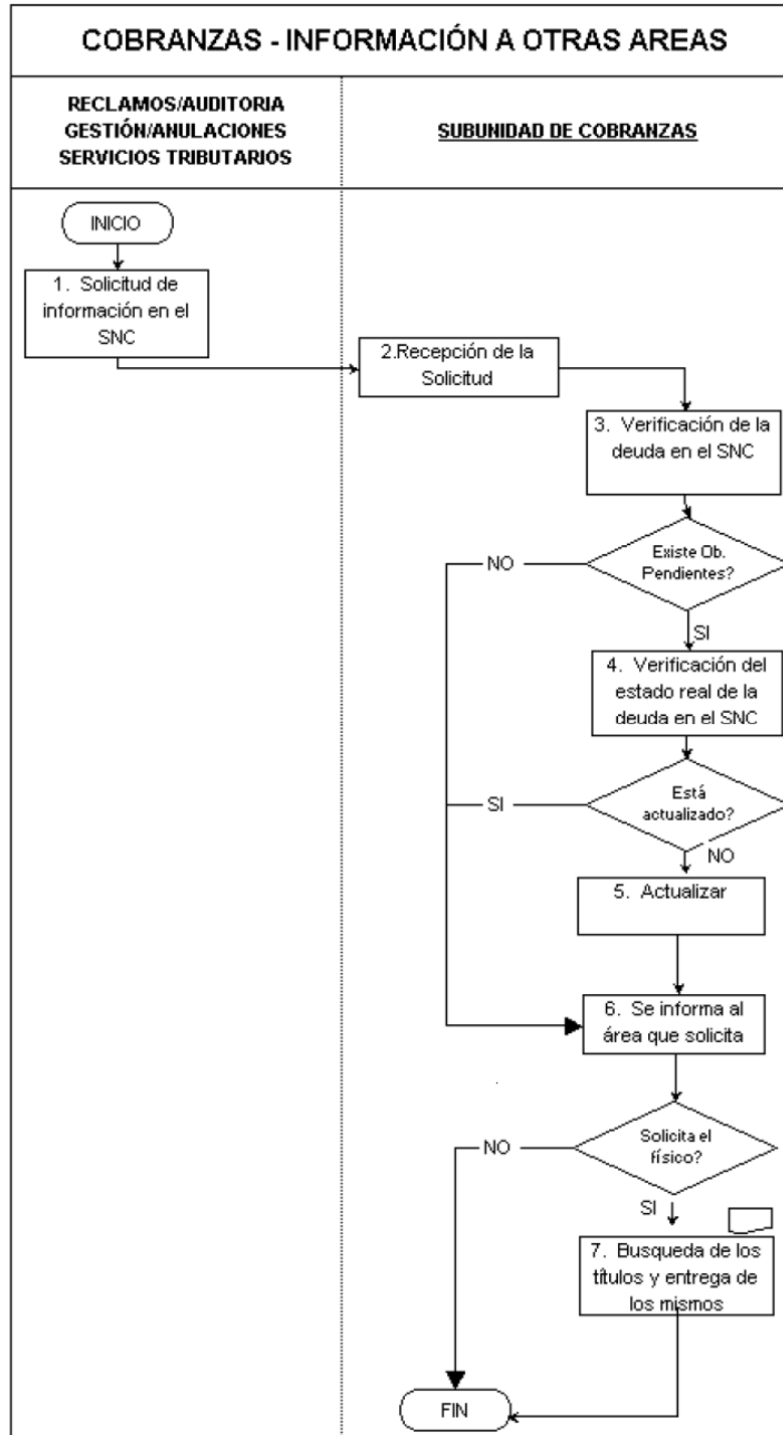 COBRANZAS - INFORMACIÓN A OTRAS AREAS
RECLAMOS/AUDITORIA
GESTIÓN/ANULACIONES
SERVICIOS TRIBUTARIOS
SUBUNIDAD DE COBRANZAS
INICIO
1. Solicitud de
información en el
SNC
2.Recepción de la
Solicitud
3. Verificación de la
deuda en el SNC
Existe Ob.
Pendientes?
NO
SI
4. Verificación del
estado real de la
deuda en el SNC
Está
actualizado?
SI
NO
5. Actualizar
6. Se informa al
área que solicita
Solicita el
físico?
NO
SI
7. Busqueda de los
títulos y entrega de
los mismos
FIN